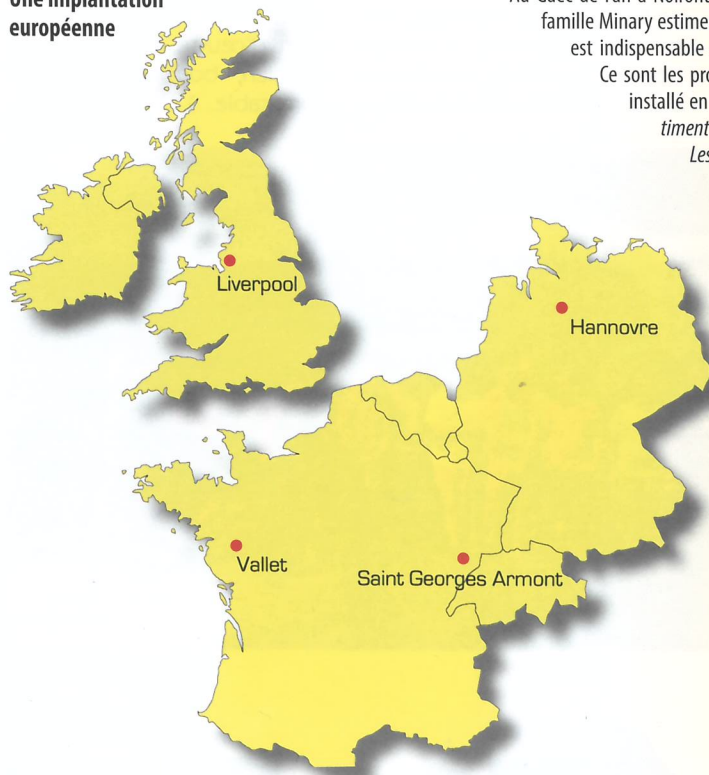 Une implantation
européenne
famille Minary estime
est indispensable
Ce sont les pro
installé en
timent
Les
Liverpool
Hannovre
Vallet
Saint Georges Armont